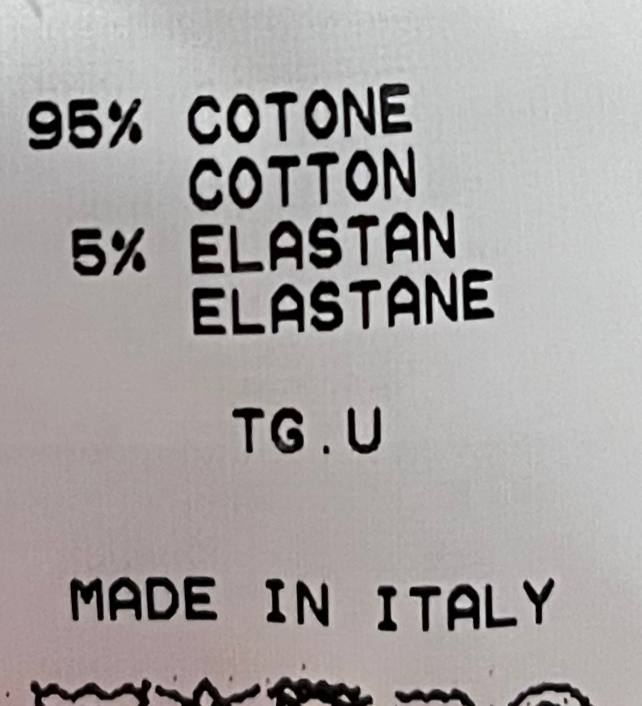 95% COTONE
COTTON
5% ELASTAN
ELASTANE
TG.U
MADE IN ITALY